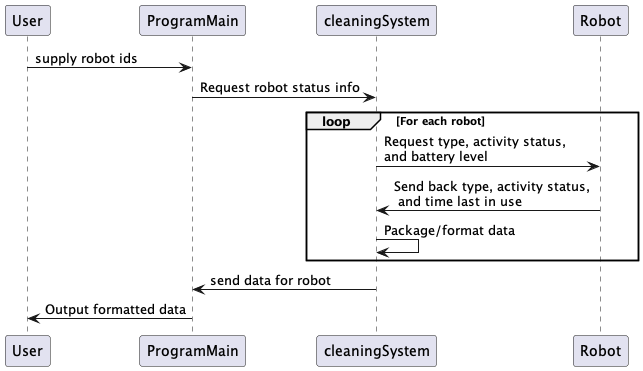 User ProgramMain cleaningSystem Robot
supply robot ids
Request robot status info
loop [For each robot]
Request type, activity status,
and battery level
Send back type, activity status,
and time last in use
Package/format data
send data for robot
Output formatted data
User ProgramMain cleaningSystem Robot